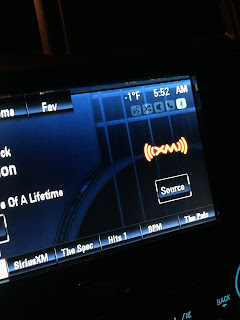 -1°F 5:52 AM
ome Fav
ck
on
XM
e Of A Lifetime
Source
SiriusXM The Spec Hits 1 BPM The Pulse
BACK